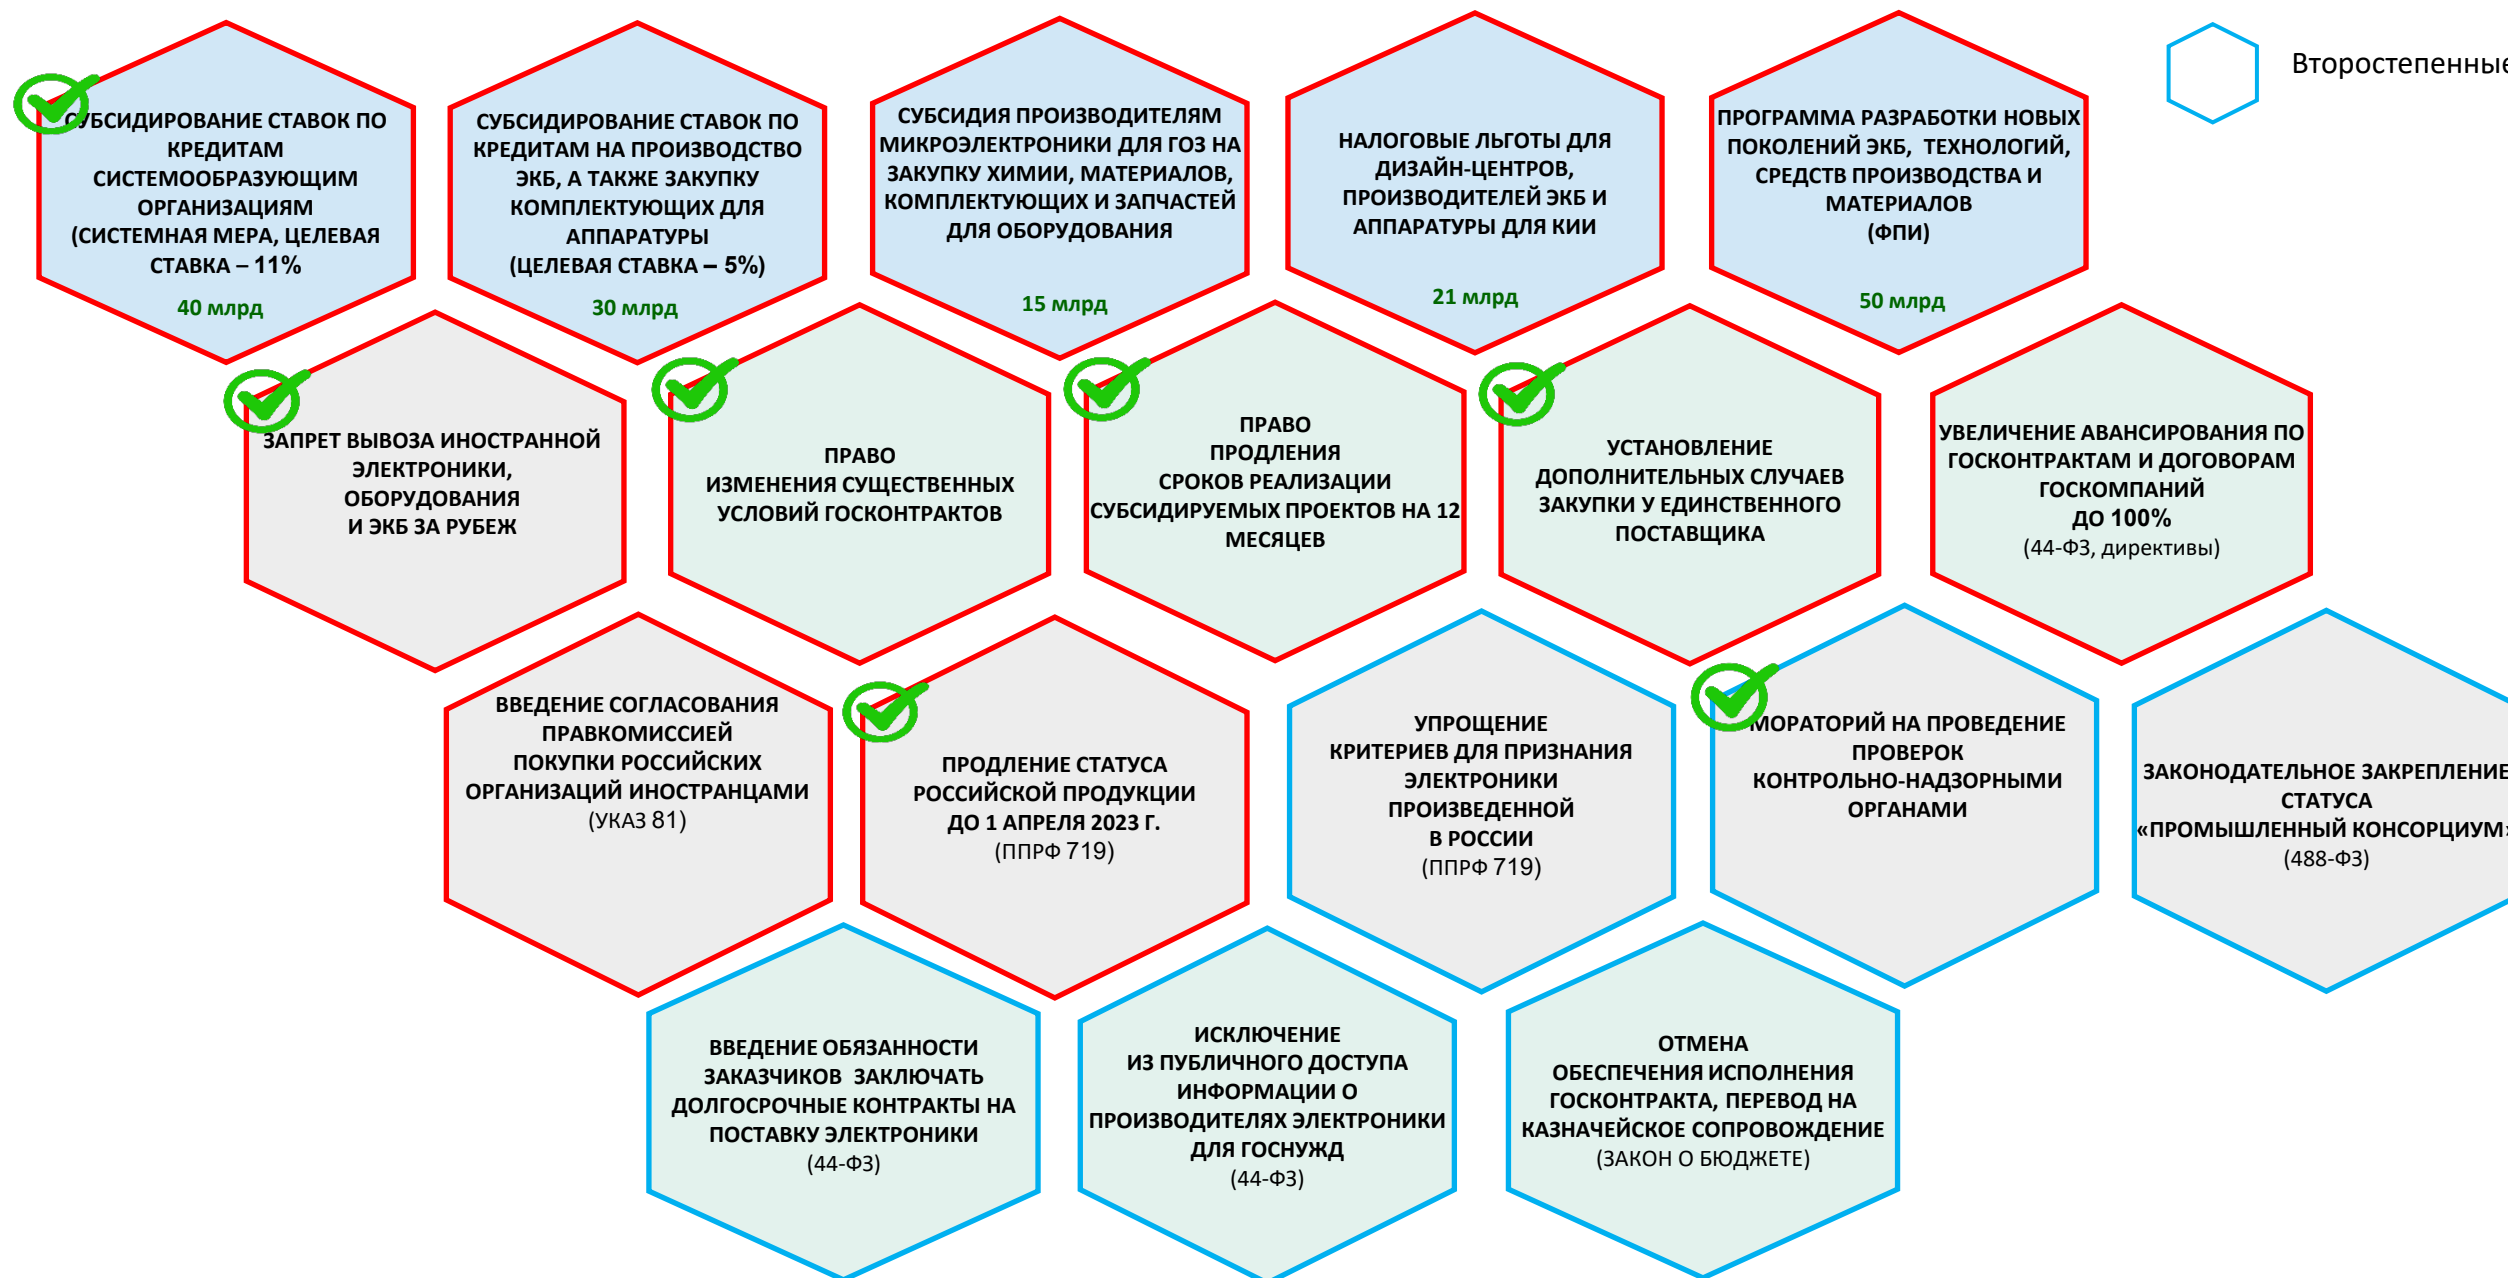 Второстепенные
СУБСИДИРОВАНИЕ СТАВОК ПО
КРЕДИТАМ
СИСТЕМООБРАЗУЮЩИМ
ОРГАНИЗАЦИЯМ
(СИСТЕМНАЯ МЕРА, ЦЕЛЕВАЯ
СТАВКА – 11%
40 млрд
СУБСИДИРОВАНИЕ СТАВОК ПО
КРЕДИТАМ НА ПРОИЗВОДСТВО
ЭКБ, А ТАКЖЕ ЗАКУПКУ
КОМПЛЕКТУЮЩИХ ДЛЯ
АППАРАТУРЫ
(ЦЕЛЕВАЯ СТАВКА – 5%)
30 млрд
СУБСИДИЯ ПРОИЗВОДИТЕЛЯМ
МИКРОЭЛЕКТРОНИКИ ДЛЯ ГОЗ НА
ЗАКУПКУ ХИМИИ, МАТЕРИАЛОВ,
КОМПЛЕКТУЮЩИХ И ЗАПЧАСТЕЙ
ДЛЯ ОБОРУДОВАНИЯ
15 млрд
НАЛОГОВЫЕ ЛЬГОТЫ ДЛЯ
ДИЗАЙН-ЦЕНТРОВ,
ПРОИЗВОДИТЕЛЕЙ ЭКБ И
АППАРАТУРЫ ДЛЯ КИИ
21 млрд
ПРОГРАММА РАЗРАБОТКИ НОВЫХ
ПОКОЛЕНИЙ ЭКБ, ТЕХНОЛОГИЙ,
СРЕДСТВ ПРОИЗВОДСТВА И
МАТЕРИАЛОВ
(ФПИ)
50 млрд
ЗАПРЕТ ВЫВОЗА ИНОСТРАННОЙ
ЭЛЕКТРОНИКИ,
ОБОРУДОВАНИЯ
И ЭКБ ЗА РУБЕЖ
ПРАВО
ИЗМЕНЕНИЯ СУЩЕСТВЕННЫХ
УСЛОВИЙ ГОСКОНТРАКТОВ
ПРАВО
ПРОДЛЕНИЯ
СРОКОВ РЕАЛИЗАЦИИ
СУБСИДИРУЕМЫХ ПРОЕКТОВ НА 12
МЕСЯЦЕВ
УСТАНОВЛЕНИЕ
ДОПОЛНИТЕЛЬНЫХ СЛУЧАЕВ
ЗАКУПКИ У ЕДИНСТВЕННОГО
ПОСТАВЩИКА
УВЕЛИЧЕНИЕ АВАНСИРОВАНИЯ ПО
ГОСКОНТРАКТАМ И ДОГОВОРАМ
ГОСКОМПАНИЙ
ДО 100%
(44-ФЗ, директивы)
ВВЕДЕНИЕ СОГЛАСОВАНИЯ
ПРАВКОМИССИЕЙ
ПОКУПКИ РОССИЙСКИХ
ОРГАНИЗАЦИЙ ИНОСТРАНЦАМИ
(УКАЗ 81)
ПРОДЛЕНИЕ СТАТУСА
РОССИЙСКОЙ ПРОДУКЦИИ
ДО 1 АПРЕЛЯ 2023 Г.
(ППРФ 719)
УПРОЩЕНИЕ
КРИТЕРИЕВ ДЛЯ ПРИЗНАНИЯ
ЭЛЕКТРОНИКИ
ПРОИЗВЕДЕННОЙ
В РОССИИ
(ППРФ 719)
МОРАТОРИЙ НА ПРОВЕДЕНИЕ
ПРОВЕРОК
КОНТРОЛЬНО-НАДЗОРНЫМИ
ОРГАНАМИ
ЗАКОНОДАТЕЛЬНОЕ ЗАКРЕПЛЕНИЕ
СТАТУСА
«ПРОМЫШЛЕННЫЙ КОНСОРЦИУМ»
(488-ФЗ)
ВВЕДЕНИЕ ОБЯЗАННОСТИ
ЗАКАЗЧИКОВ ЗАКЛЮЧАТЬ
ДОЛГОСРОЧНЫЕ КОНТРАКТЫ НА
ПОСТАВКУ ЭЛЕКТРОНИКИ
(44-ФЗ)
ИСКЛЮЧЕНИЕ
ИЗ ПУБЛИЧНОГО ДОСТУПА
ИНФОРМАЦИИ О
ПРОИЗВОДИТЕЛЯХ ЭЛЕКТРОНИКИ
ДЛЯ ГОСНУЖД
(44-ФЗ)
ОТМЕНА
ОБЕСПЕЧЕНИЯ ИСПОЛНЕНИЯ
ГОСКОНТРАКТА, ПЕРЕВОД НА
КАЗНАЧЕЙСКОЕ СОПРОВОЖДЕНИЕ
(ЗАКОН О БЮДЖЕТЕ)